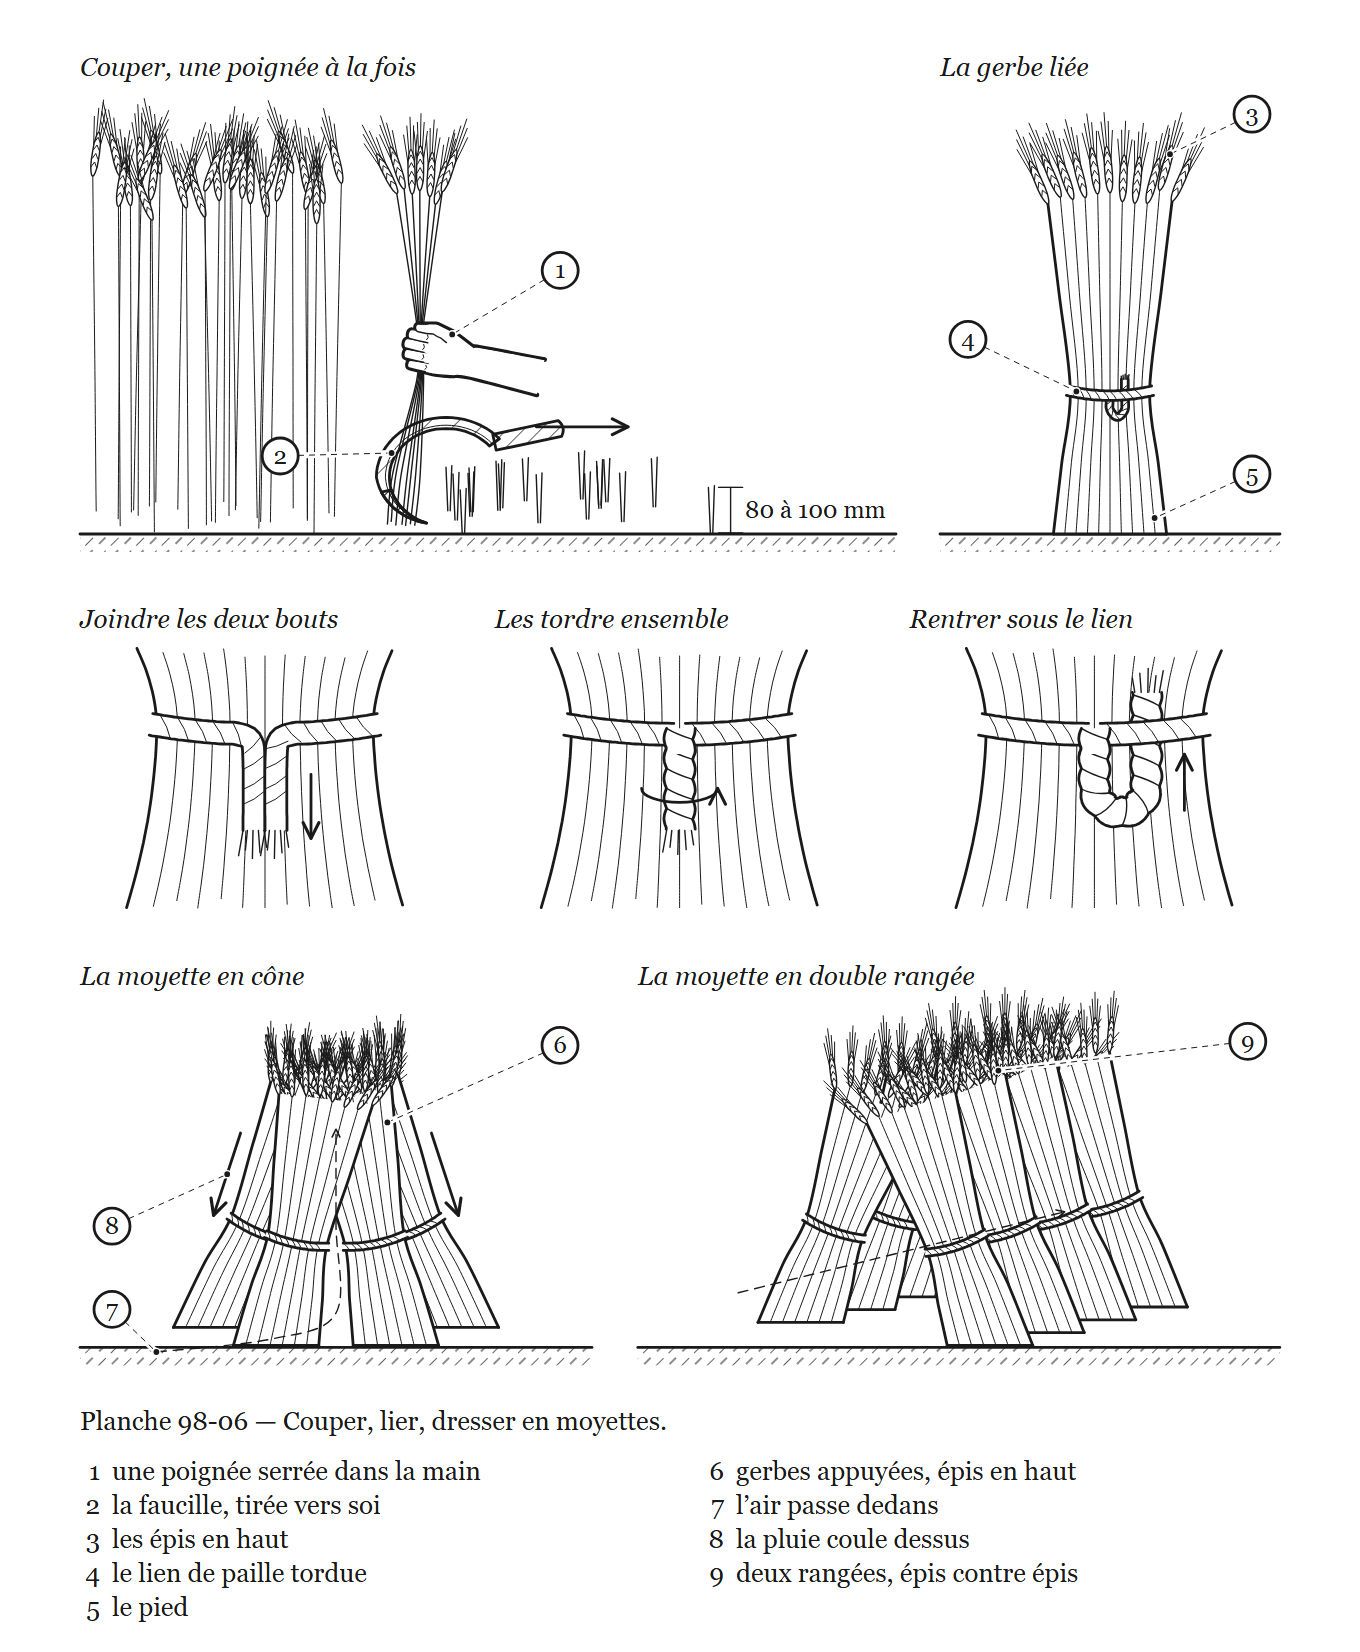 Couper, une poignée à la fois
La gerbe liée
3
1
4
2
5
80 à 100 mm
Joindre les deux bouts
Les tordre ensemble
Rentrer sous le lien
La moyette en cône
La moyette en double rangée
6
9
8
7
Planche 98-06 — Couper, lier, dresser en moyettes.
1 une poignée serrée dans la main
2 la faucille, tirée vers soi
3 les épis en haut
4 le lien de paille tordue
5 le pied
6 gerbes appuyées, épis en haut
7 l’air passe dedans
8 la pluie coule dessus
9 deux rangées, épis contre épis